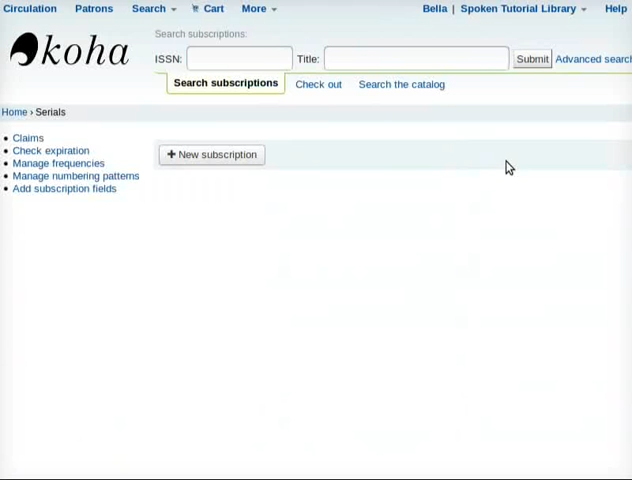 Circulation Patrons Search Cart More Bella | Spoken Tutorial Library Help
koha
Search subscriptions:
ISSN: Title: Submit Advanced search
Search subscriptions Check out Search the catalog
Home › Serials
Claims
Check expiration
Manage frequencies
Manage numbering patterns
Add subscription fields
+ New subscription